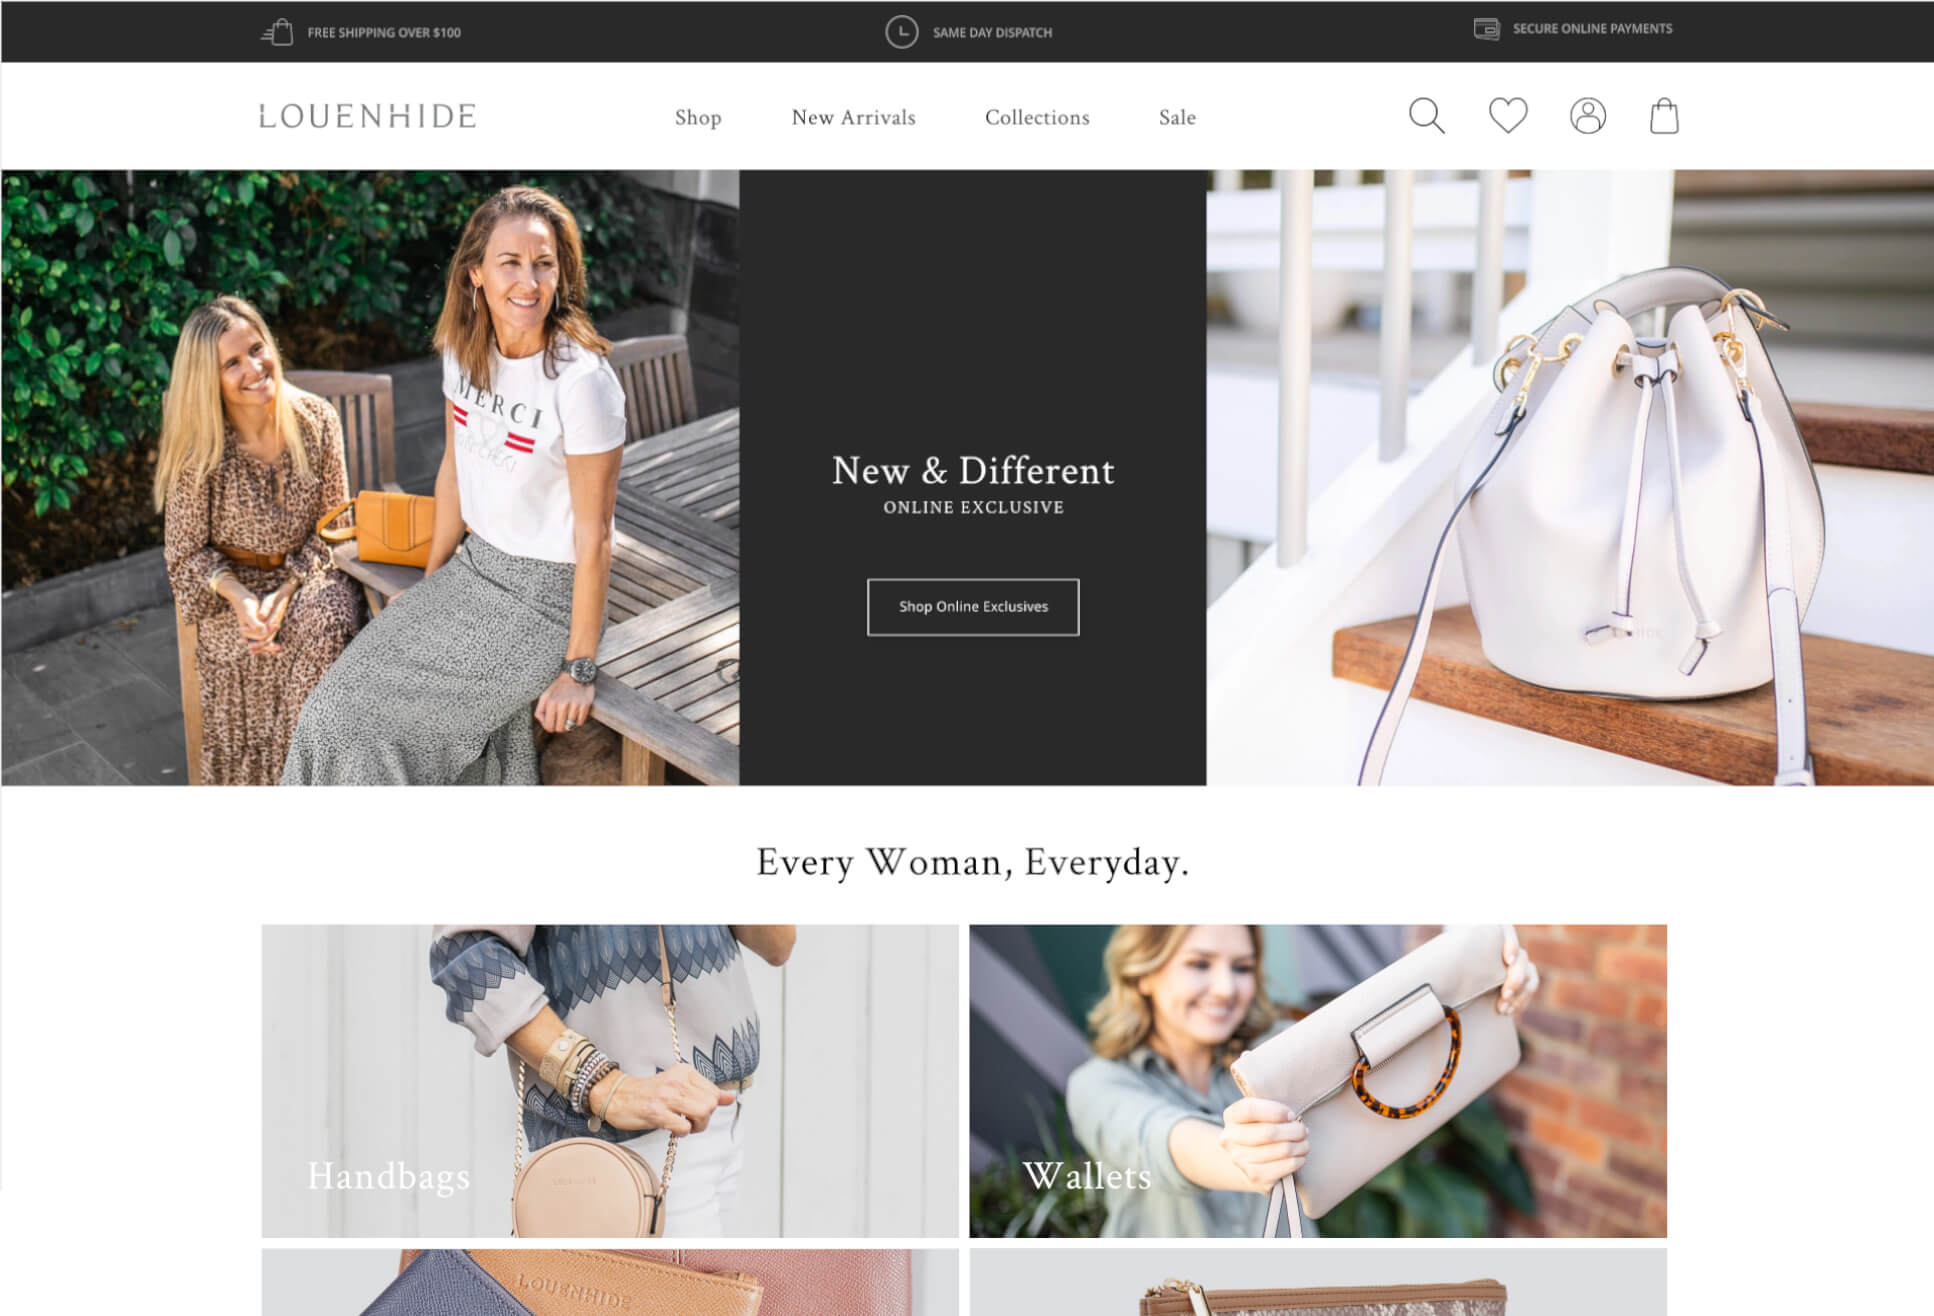 FREE SHIPPING OVER $100
SAME DAY DISPATCH
SECURE ONLINE PAYMENTS
LOUENHIDE
Shop
New Arrivals
Collections
Sale
MERCI
New & Different
ONLINE EXCLUSIVE
Shop Online Exclusives
Every Woman, Everyday.
Handbags
Wallets
LOUENHIDE